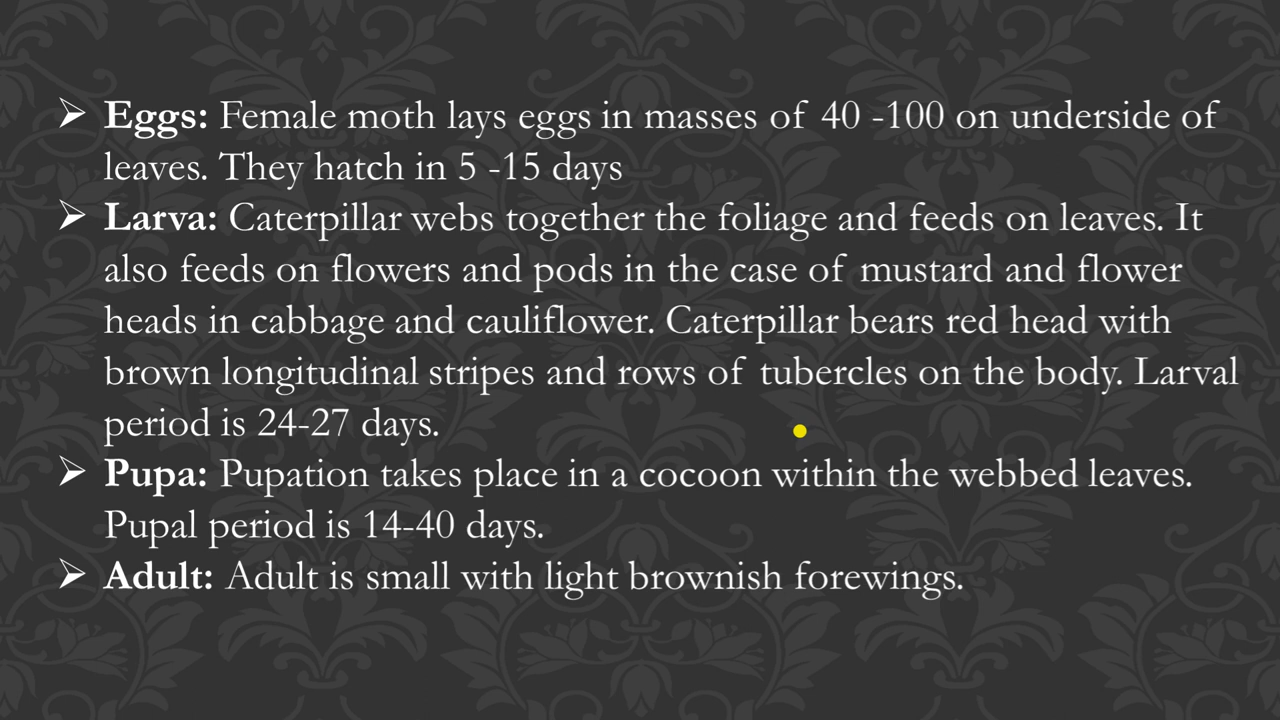 ➢ Eggs: Female moth lays eggs in masses of 40 -100 on underside of
leaves. They hatch in 5 -15 days
➢ Larva: Caterpillar webs together the foliage and feeds on leaves. It
also feeds on flowers and pods in the case of mustard and flower
heads in cabbage and cauliflower. Caterpillar bears red head with
brown longitudinal stripes and rows of tubercles on the body. Larval
period is 24-27 days.
➢ Pupa: Pupation takes place in a cocoon within the webbed leaves.
Pupal period is 14-40 days.
➢ Adult: Adult is small with light brownish forewings.